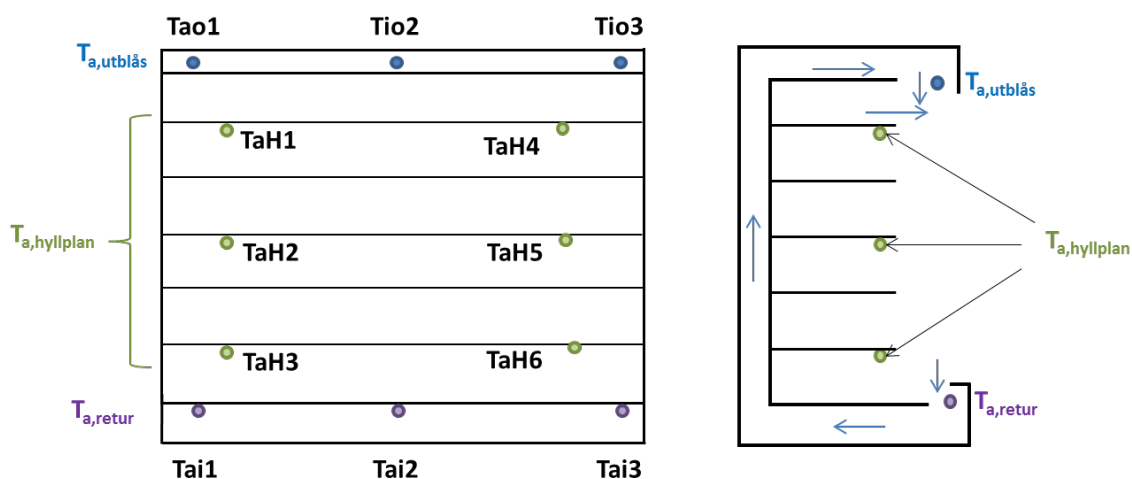 Tao1 Tio2 Tio3
Ta,utblås
TaH1 TaH4
Ta,hyllplan
TaH2 TaH5
TaH3 TaH6
Ta,retur
Tai1 Tai2 Tai3
Ta,utblås
Ta,hyllplan
Ta,retur